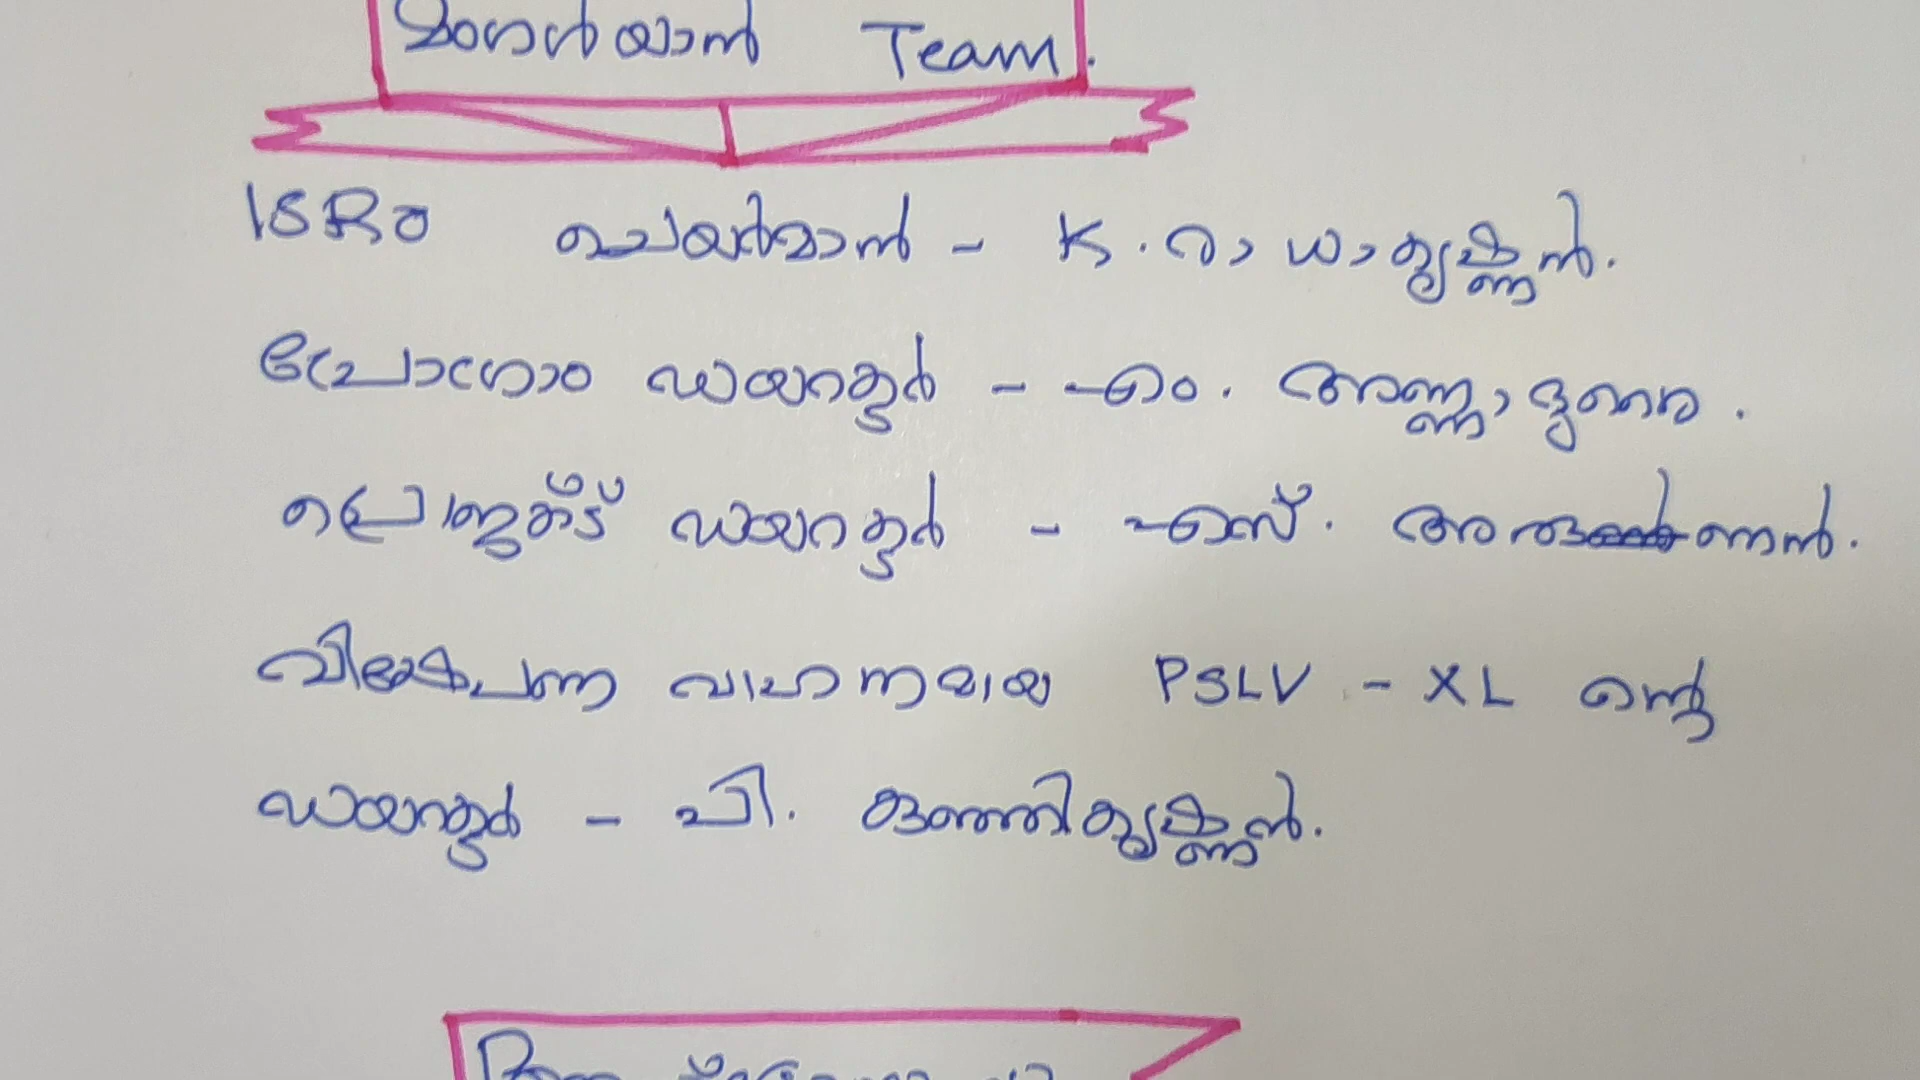 മംഗൾയാൻ Team.
ISRO ചെയർമാൻ - K. രാധാകൃഷ്ണൻ.
പ്രോഗ്രാം ഡയറക്ടർ - എം. അണ്ണാദുരൈ.
പ്രൊജക്ട് ഡയറക്ടർ - എസ്. അരുണൻ.
വിക്ഷേപണ വാഹനമായ PSLV - XL ന്റെ
ഡയറക്ടർ - പി. കുഞ്ഞികൃഷ്ണൻ.